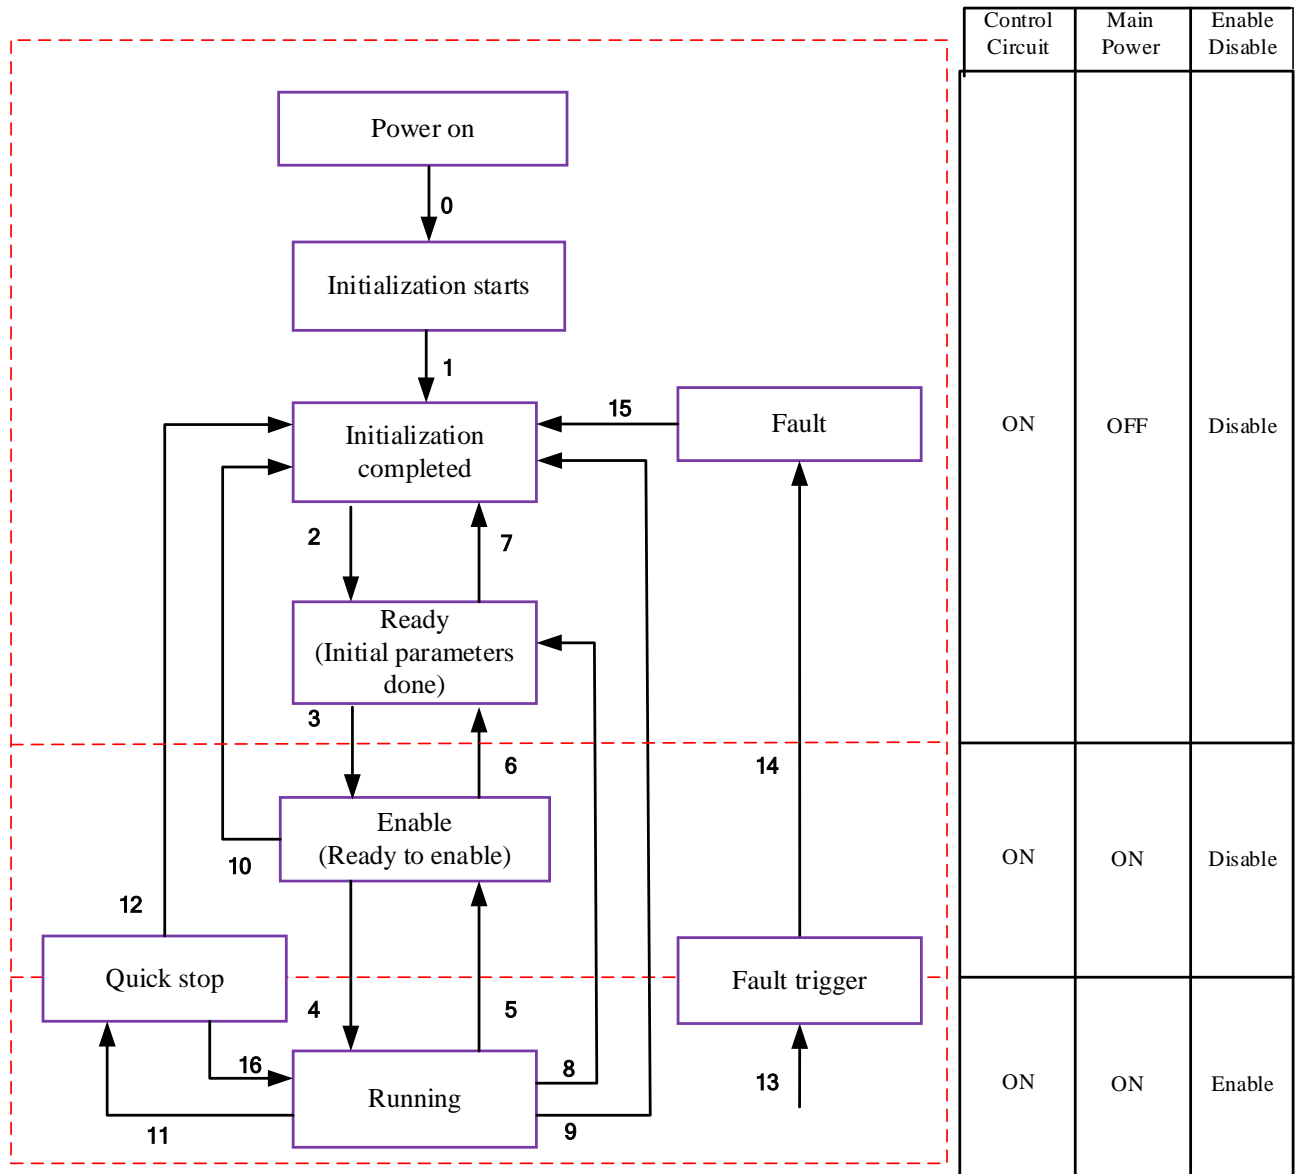 Control
Circuit
Main
Power
Enable
Disable
Power on
0
Initialization starts
1
Initialization
completed
15
Fault
ON
OFF
Disable
2
7
Ready
(Initial parameters
done)
3
6
14
Enable
(Ready to enable)
10
ON
ON
Disable
12
Quick stop
Fault trigger
4
5
16
8
13
Running
11
9
ON
ON
Enable